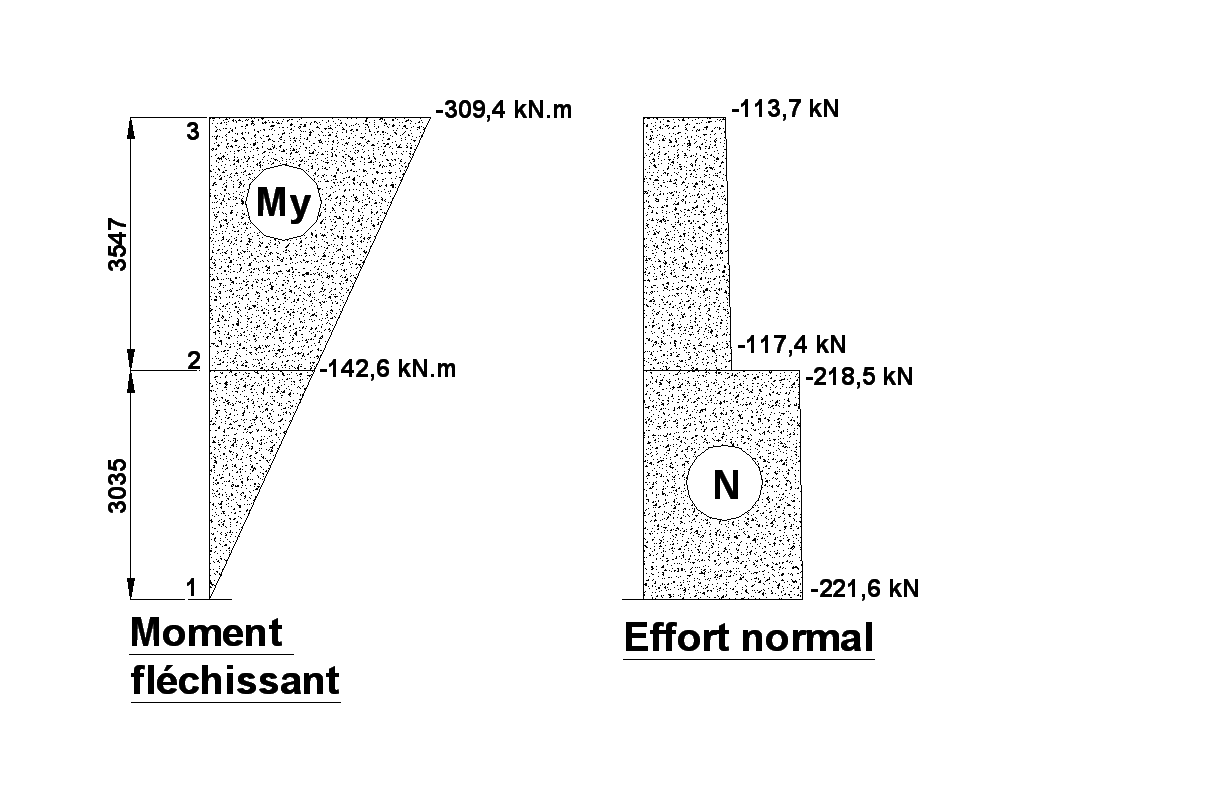 -309,4 kN.m
3
My
3547
2
-142,6 kN.m
3035
1
Moment
fléchissant
-113,7 kN
-117,4 kN
-218,5 kN
N
-221,6 kN
Effort normal